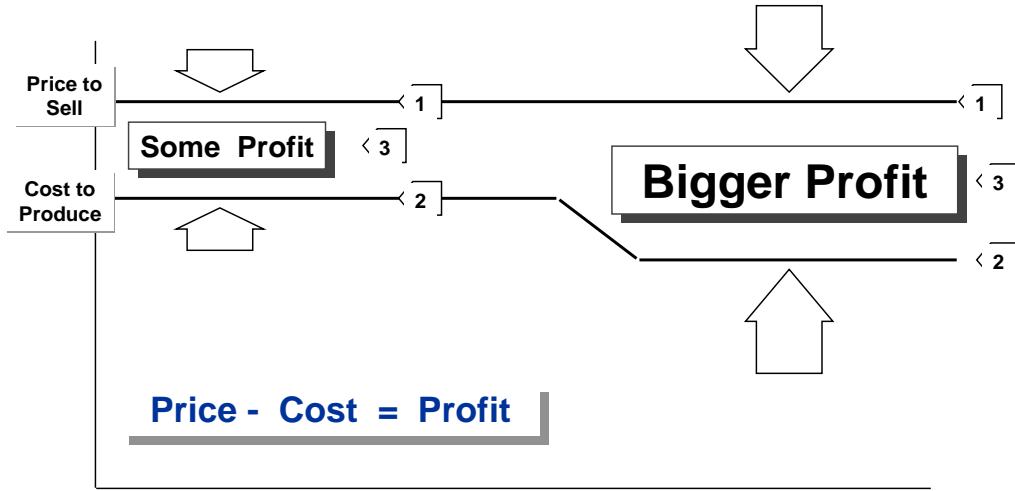 Price to
Sell
1
1
Some Profit
3
Bigger Profit
3
Cost to
Produce
2
2
Price - Cost = Profit